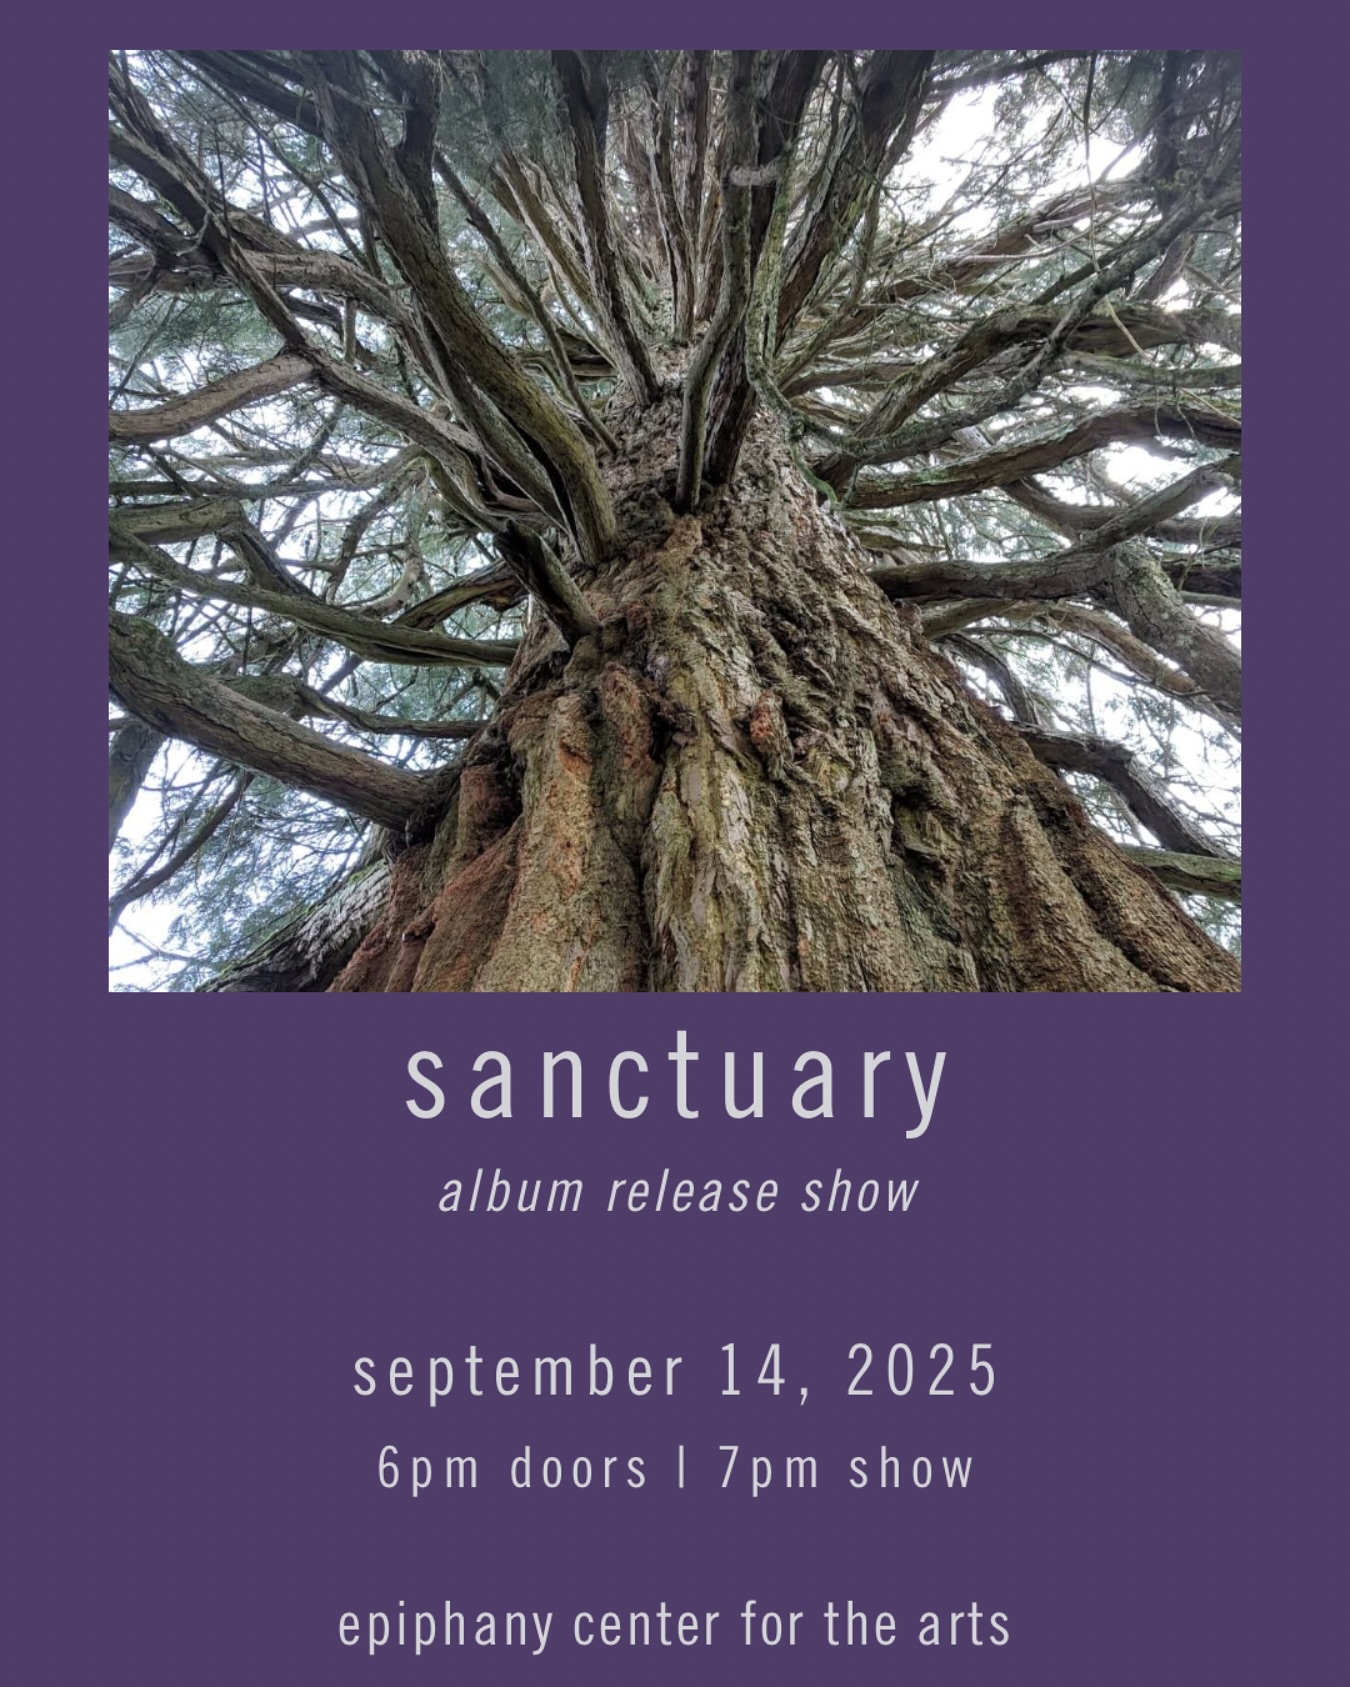 sanctuary
album release show
september 14, 2025
6pm doors | 7pm show
epiphany center for the arts